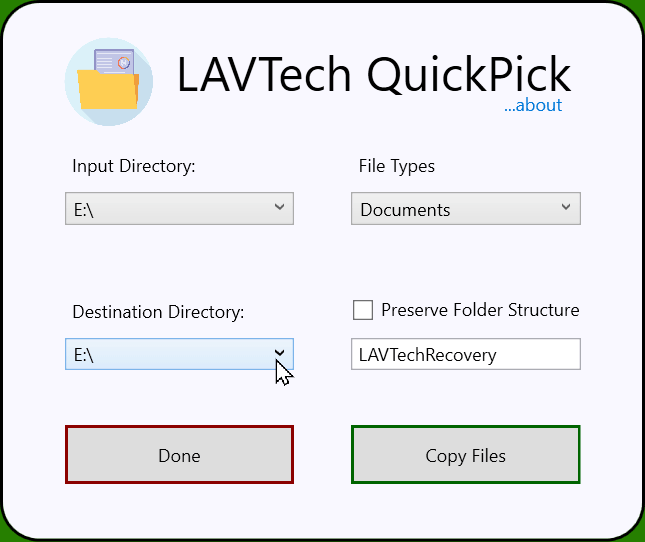 LAVTech QuickPick
...about
Input Directory:
File Types
E:\
Documents
Destination Directory:
Preserve Folder Structure
E:\
LAVTechRecovery
Done
Copy Files